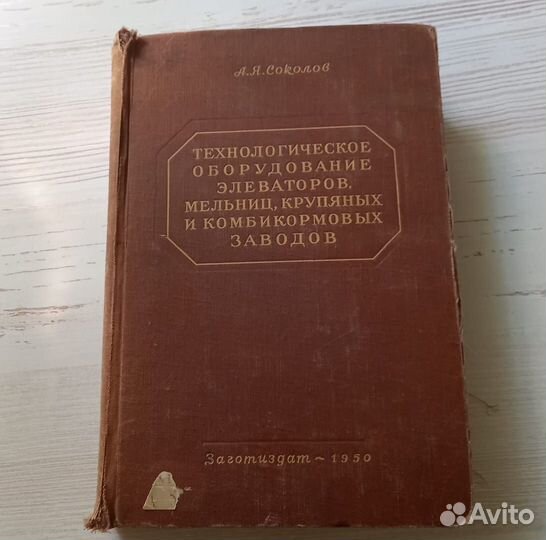 А.Я.Соколов
ТЕХНОЛОГИЧЕСКОЕ
ОБОРУДОВАНИЕ
ЭЛЕВАТОРОВ,
МЕЛЬНИЦ, КРУПЯНЫХ
И КОМБИКОРМОВЫХ
ЗАВОДОВ
Заготиздат ~ 1950
Avito